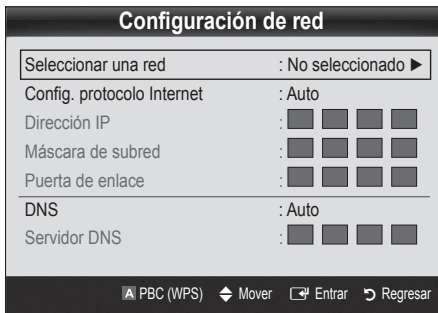 Configuración de red
Seleccionar una red : No seleccionado ►
Config. protocolo Internet : Auto
Dirección IP :
Máscara de subred :
Puerta de enlace :
DNS : Auto
Servidor DNS :
A PBC (WPS) Mover Entrar Regresar